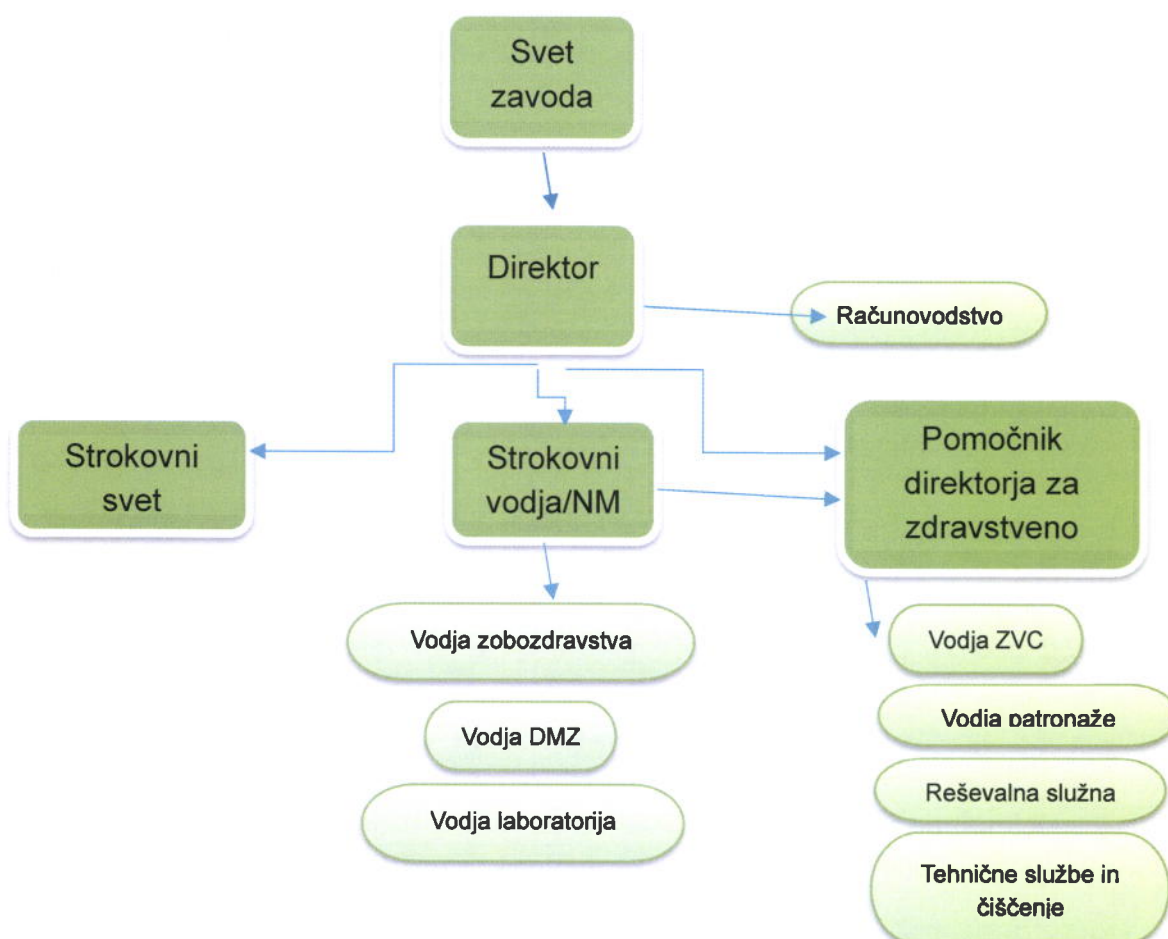 Svet
zavoda
Direktor
Računovodstvo
Strokovni
svet
Strokovni
vodja/NM
Pomočnik
direktorja za
zdravstveno
Vodja zobozdravstva
Vodja DMZ
Vodja laboratorija
Vodja ZVC
Vodja patronaže
Reševalna služna
Tehnične službe in
čiščenje